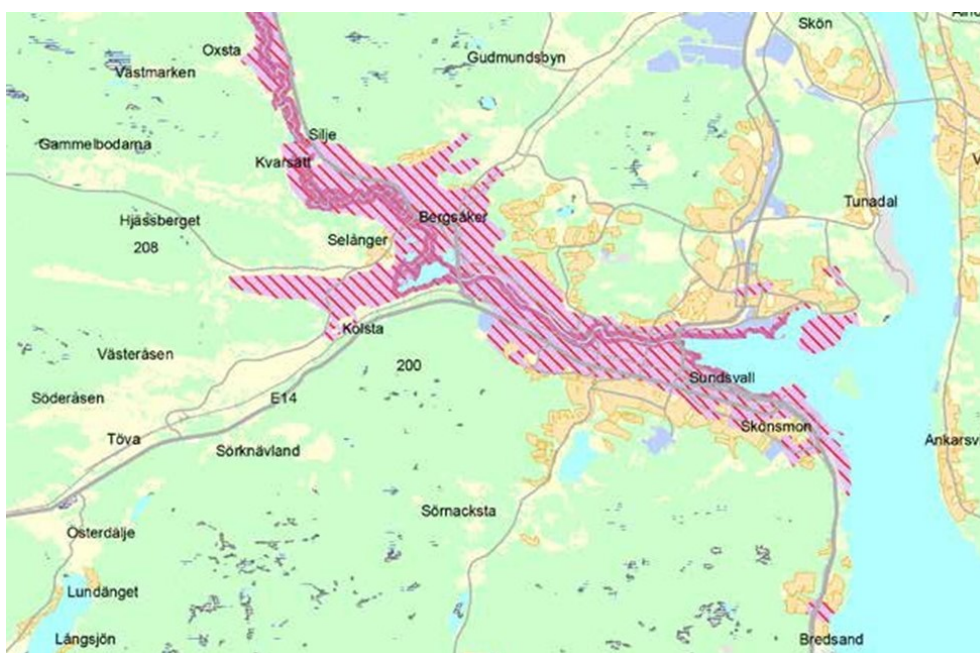 Skön
Oxsta
Gudmundsbyn
Västmarken
Silje
Gammelbodarna
Kvarsätt
Tunadal
Bergsåker
Hjässberget
Selånger
208
Kolsta
Västeråsen
200
Sundsvall
Söderåsen
E14
Skönsmon
Töva
Ankarsv
Sörknävland
Sörnacksta
Österdälje
Lundänget
Långsjön
Bredsand